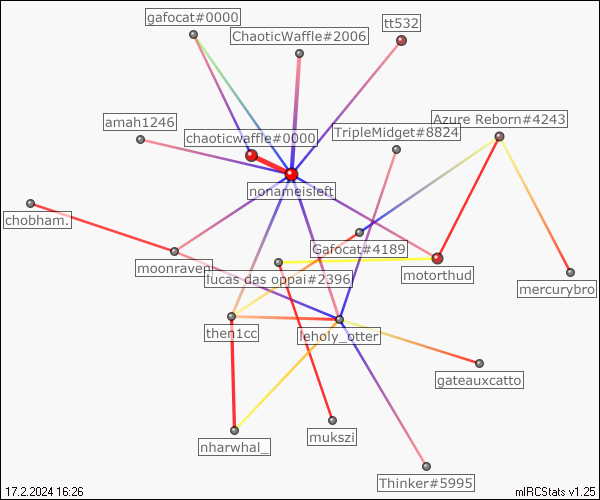 gafocat#0000
tt532
ChaoticWaffle#2006
amah1246
Azure Reborn#4243
TripleMidget#8824
chaoticwaffle#0000
nonameisleft
chobham.
Gafocat#4189
moonraven
motorthud
lucas das oppai#2396
mercurybro
then1cc
leholy_otter
gateauxcatto
mukszi
nharwhal_
Thinker#5995
17.2.2024 16:26
mIRCStats v1.25